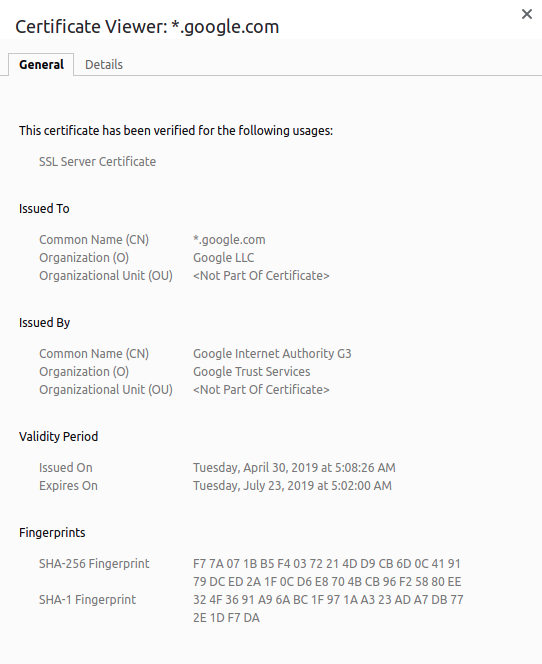 Certificate Viewer: *.google.com
General Details
This certificate has been verified for the following usages:
SSL Server Certificate
Issued To
Common Name (CN) *.google.com
Organization (O) Google LLC
Organizational Unit (OU) <Not Part Of Certificate>
Issued By
Common Name (CN) Google Internet Authority G3
Organization (O) Google Trust Services
Organizational Unit (OU) <Not Part Of Certificate>
Validity Period
Issued On Tuesday, April 30, 2019 at 5:08:26 AM
Expires On Tuesday, July 23, 2019 at 5:02:00 AM
Fingerprints
SHA-256 Fingerprint F7 7A 07 1B B5 F4 03 72 21 4D D9 CB 6D 0C 41 91
79 DC ED 2A 1F 0C D6 E8 70 4B CB 96 F2 58 80 EE
SHA-1 Fingerprint 32 4F 36 91 A9 6A BC 1F 97 1A A3 23 AD A7 DB 77
2E 1D F7 DA